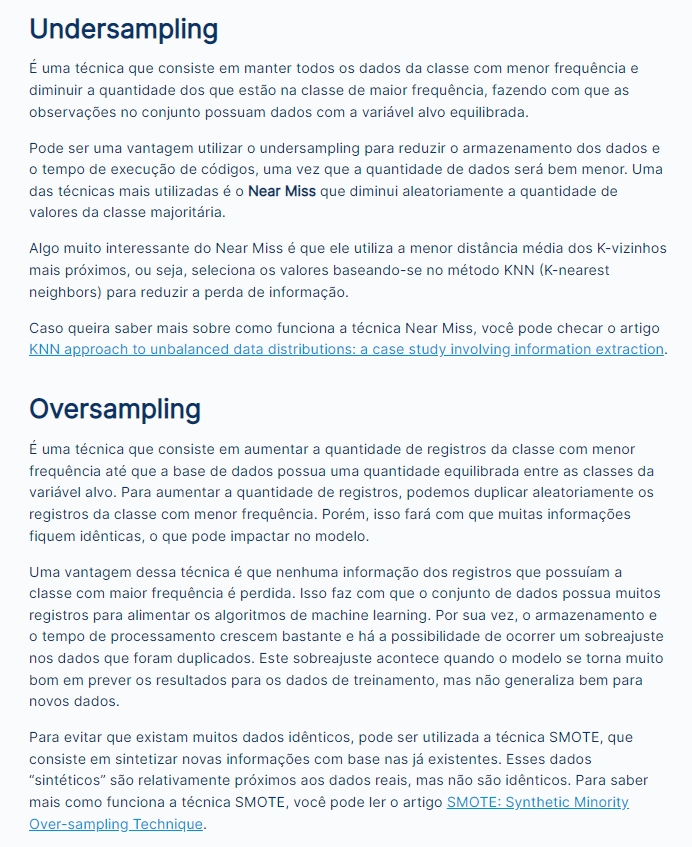 Undersampling
É uma técnica que consiste em manter todos os dados da classe com menor frequência e
diminuir a quantidade dos que estão na classe de maior frequência, fazendo com que as
observações no conjunto possuam dados com a variável alvo equilibrada.
Pode ser uma vantagem utilizar o undersampling para reduzir o armazenamento dos dados e
o tempo de execução de códigos, uma vez que a quantidade de dados será bem menor. Uma
das técnicas mais utilizadas é o Near Miss que diminui aleatoriamente a quantidade de
valores da classe majoritária.
Algo muito interessante do Near Miss é que ele utiliza a menor distância média dos K-vizinhos
mais próximos, ou seja, seleciona os valores baseando-se no método KNN (K-nearest
neighbors) para reduzir a perda de informação.
Caso queira saber mais sobre como funciona a técnica Near Miss, você pode checar o artigo
KNN approach to unbalanced data distributions: a case study involving information extraction.
Oversampling
É uma técnica que consiste em aumentar a quantidade de registros da classe com menor
frequência até que a base de dados possua uma quantidade equilibrada entre as classes da
variável alvo. Para aumentar a quantidade de registros, podemos duplicar aleatoriamente os
registros da classe com menor frequência. Porém, isso fará com que muitas informações
fiquem idênticas, o que pode impactar no modelo.
Uma vantagem dessa técnica é que nenhuma informação dos registros que possuíam a
classe com maior frequência é perdida. Isso faz com que o conjunto de dados possua muitos
registros para alimentar os algoritmos de machine learning. Por sua vez, o armazenamento e
o tempo de processamento crescem bastante e há a possibilidade de ocorrer um sobreajuste
nos dados que foram duplicados. Este sobreajuste acontece quando o modelo se torna muito
bom em prever os resultados para os dados de treinamento, mas não generaliza bem para
novos dados.
Para evitar que existam muitos dados idênticos, pode ser utilizada a técnica SMOTE, que
consiste em sintetizar novas informações com base nas já existentes. Esses dados
“sintéticos” são relativamente próximos aos dados reais, mas não são idênticos. Para saber
mais como funciona a técnica SMOTE, você pode ler o artigo SMOTE: Synthetic Minority
Over-sampling Technique.